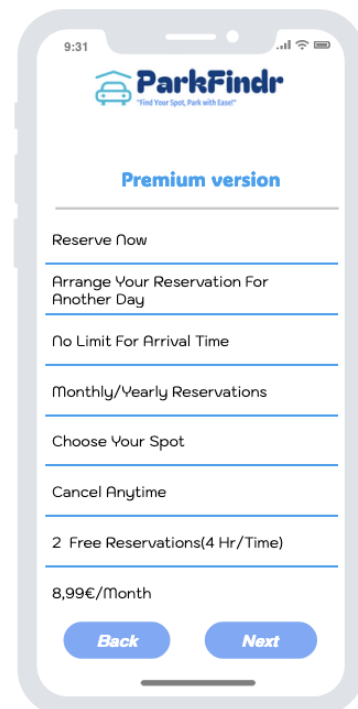 9:31
ParkFindr
"Find Your Spot, Park with Ease!"
Premium version
Reserve Now
Arrange Your Reservation For
Another Day
No Limit For Arrival Time
Monthly/Yearly Reservations
Choose Your Spot
Cancel Anytime
2 Free Reservations(4 Hr/Time)
8,99€/Month
Back
Next